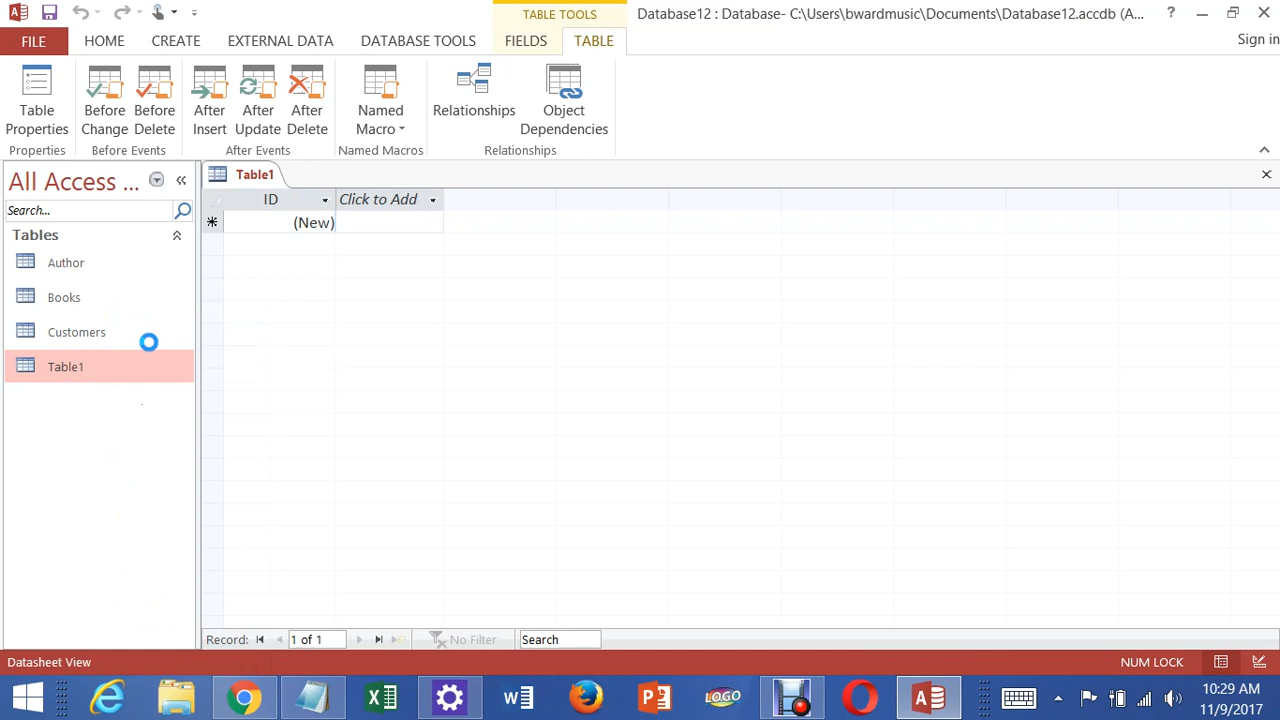 TABLE TOOLS
Database12 : Database- C:\Users\bwardmusic\Documents\Database12.accdb (A...
?
FILE HOME CREATE EXTERNAL DATA DATABASE TOOLS FIELDS TABLE
Sign in
Table Properties
Before Change
Before Delete
After Insert
After Update
After Delete
Named Macro
Relationships
Object Dependencies
Properties Before Events After Events Named Macros Relationships
All Access ...
Search...
Tables
Author
Books
Customers
Table1
Table1
ID Click to Add
(New)
Record: 1 of 1 No Filter Search
Datasheet View NUM LOCK
LOGO
10:29 AM
11/9/2017